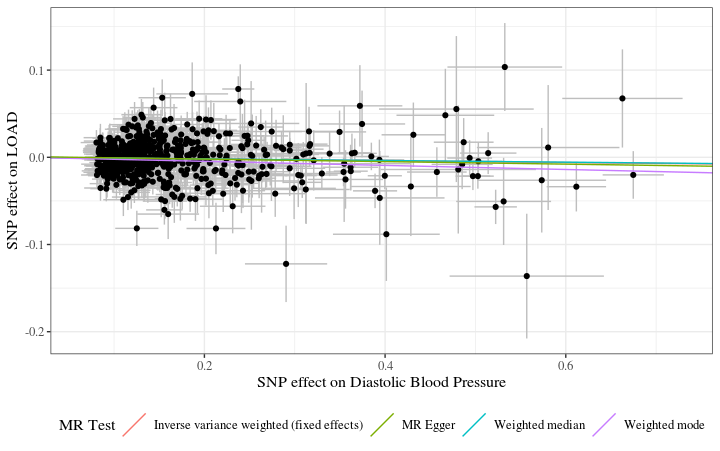 0.1
0.0
-0.1
-0.2
SNP effect on LOAD
0.2
0.4
0.6
SNP effect on Diastolic Blood Pressure
MR Test
Inverse variance weighted (fixed effects)
MR Egger
Weighted median
Weighted mode